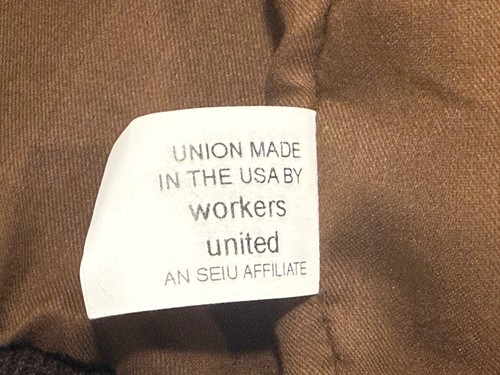 UNION MADE
IN THE USA BY
workers
united
AN SEIU AFFILIATE